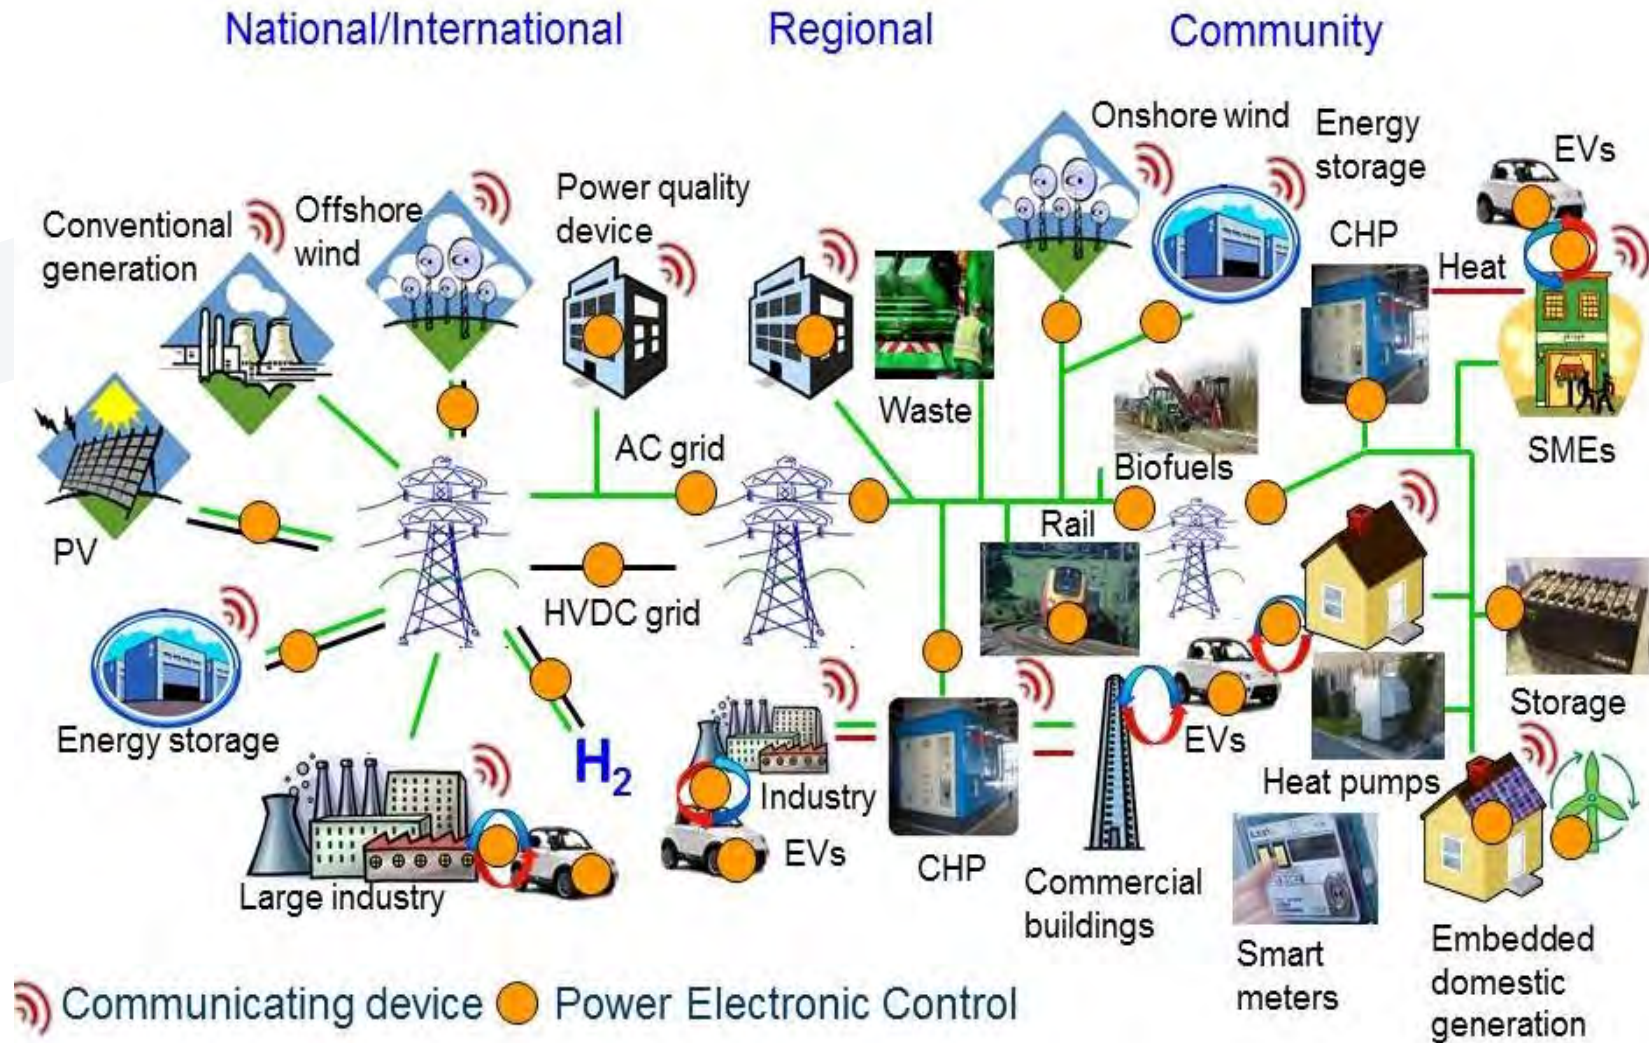 National/International
Regional
Community
Conventional
generation
Offshore
wind
Power quality
device
Onshore wind
Energy
storage
EVs
CHP
Heat
Waste
SMEs
PV
AC grid
Biofuels
Rail
HVDC grid
Energy storage
H₂
Storage
Industry
EVs
Heat pumps
EVs
Large industry
CHP
Commercial
buildings
Smart
meters
Embedded
domestic
generation
Communicating device
Power Electronic Control